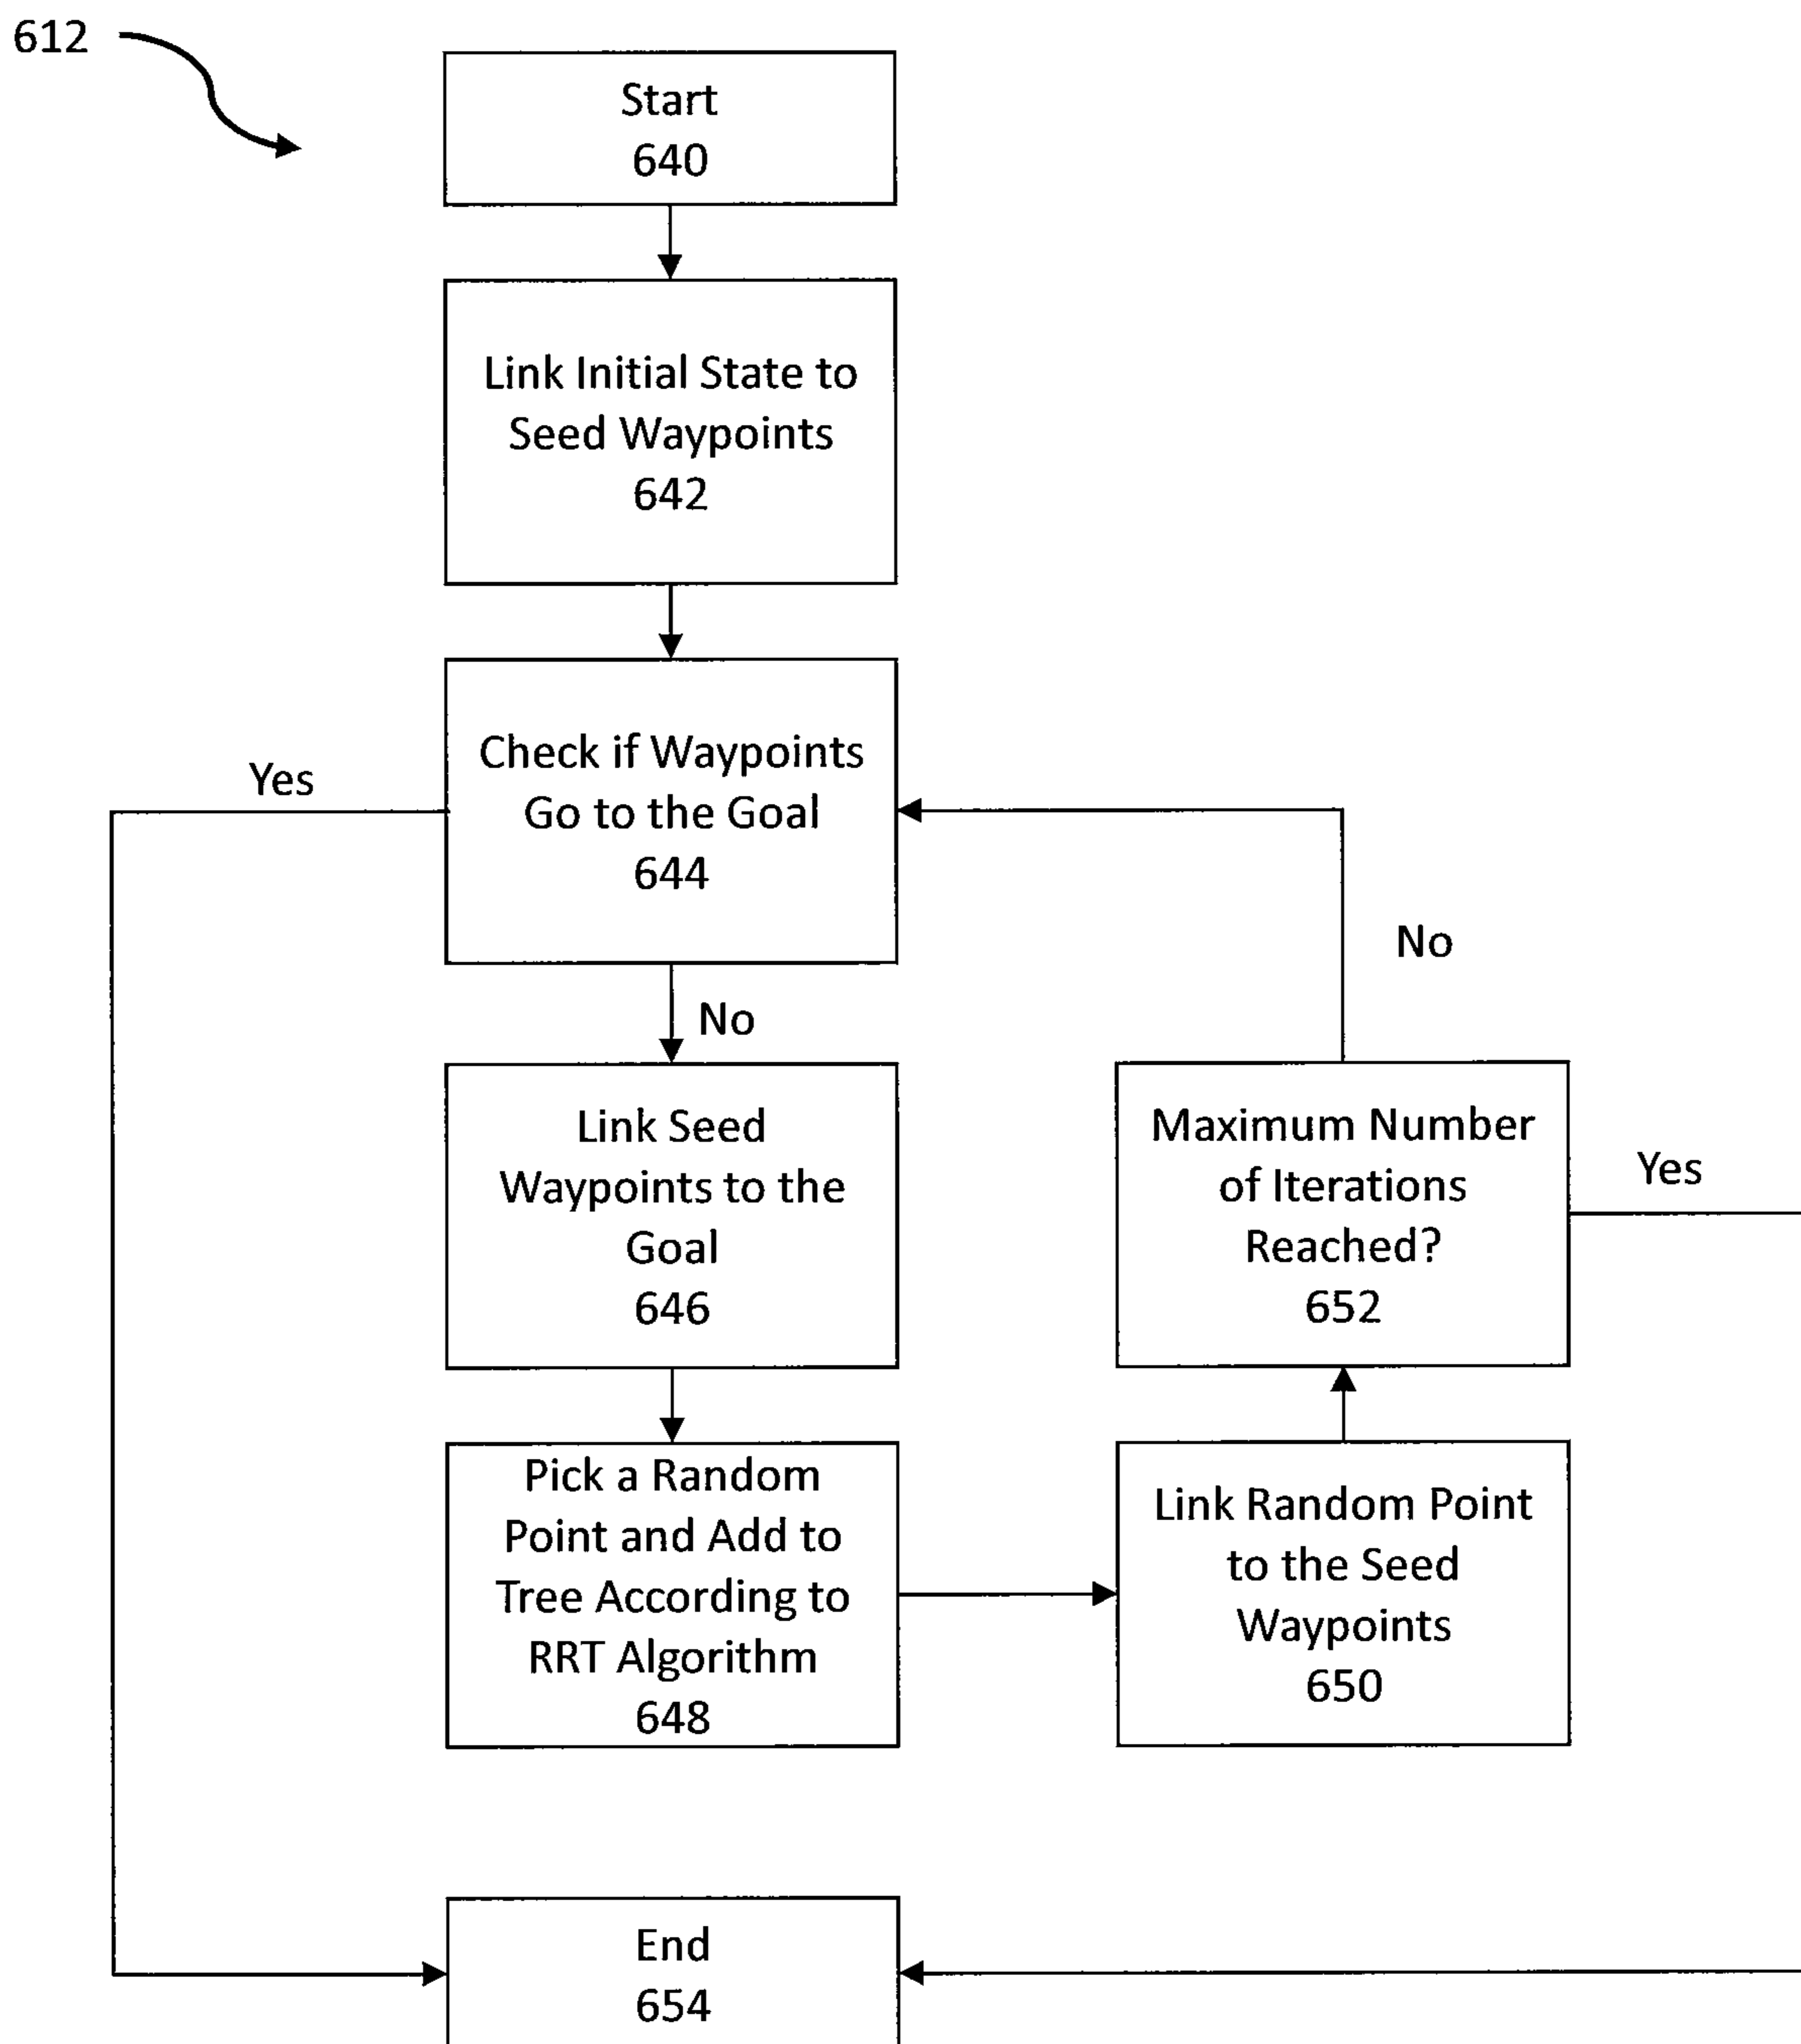 612
Start
640
Link Initial State to
Seed Waypoints
642
Check if Waypoints
Go to the Goal
644
Yes
No
No
Link Seed
Waypoints to the
Goal
646
Maximum Number
of Iterations
Reached?
652
Yes
Pick a Random
Point and Add to
Tree According to
RRT Algorithm
648
Link Random Point
to the Seed
Waypoints
650
End
654